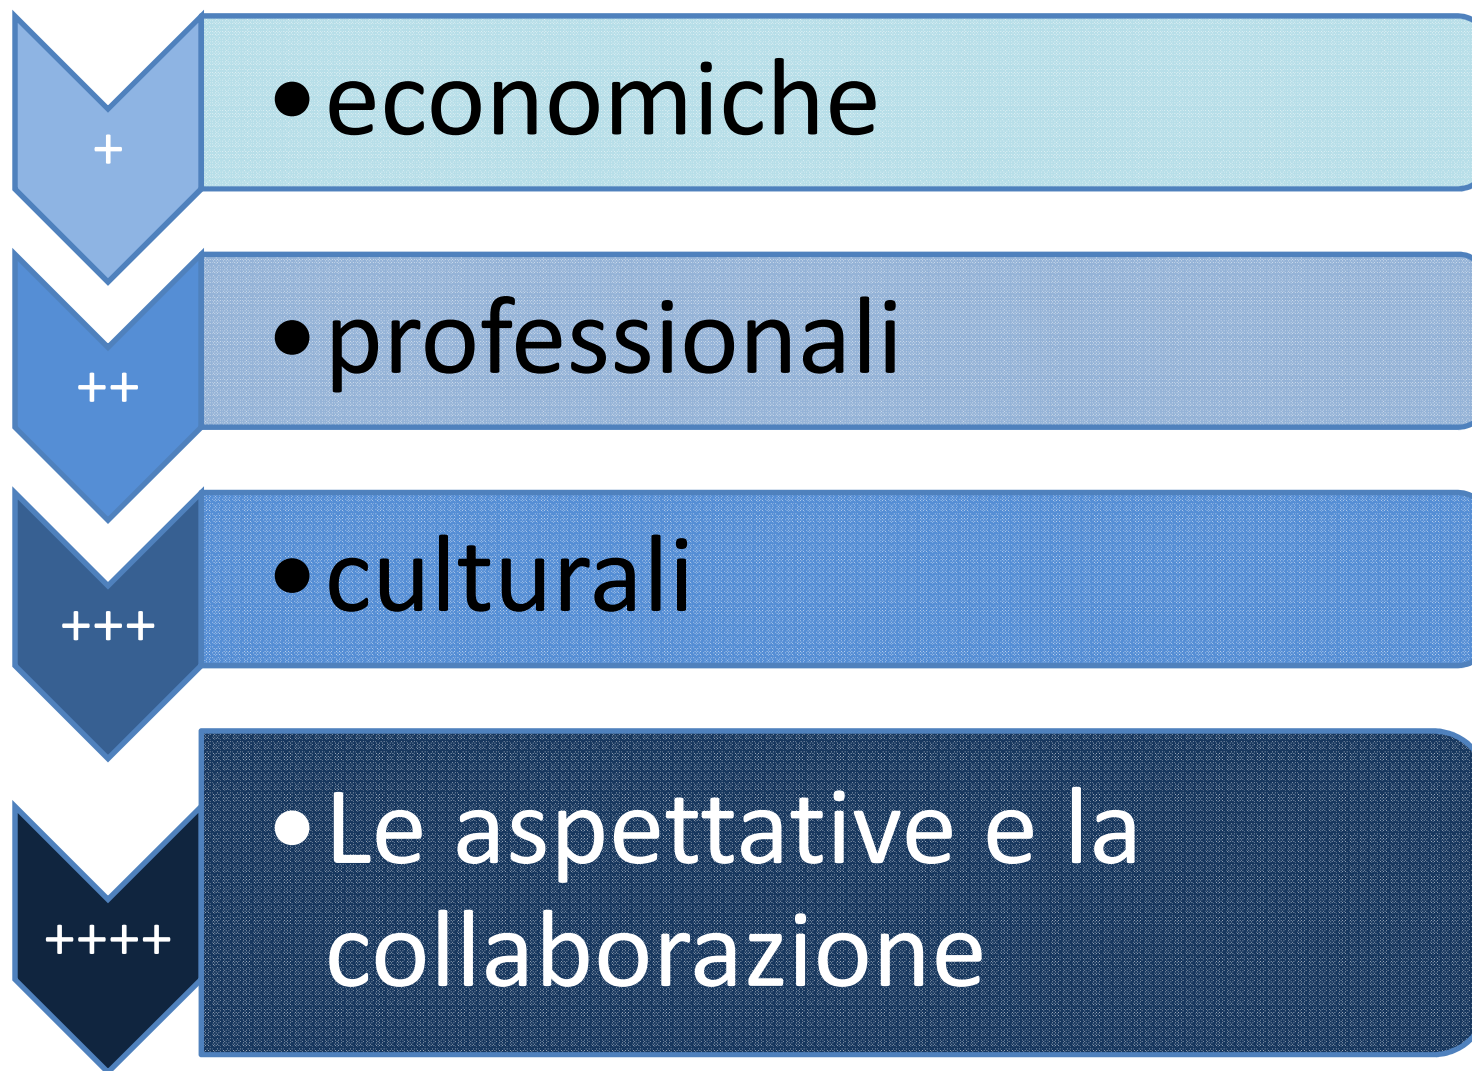 +
•economiche
++
•professionali
+++
•culturali
++++
•Le aspettative e la
collaborazione